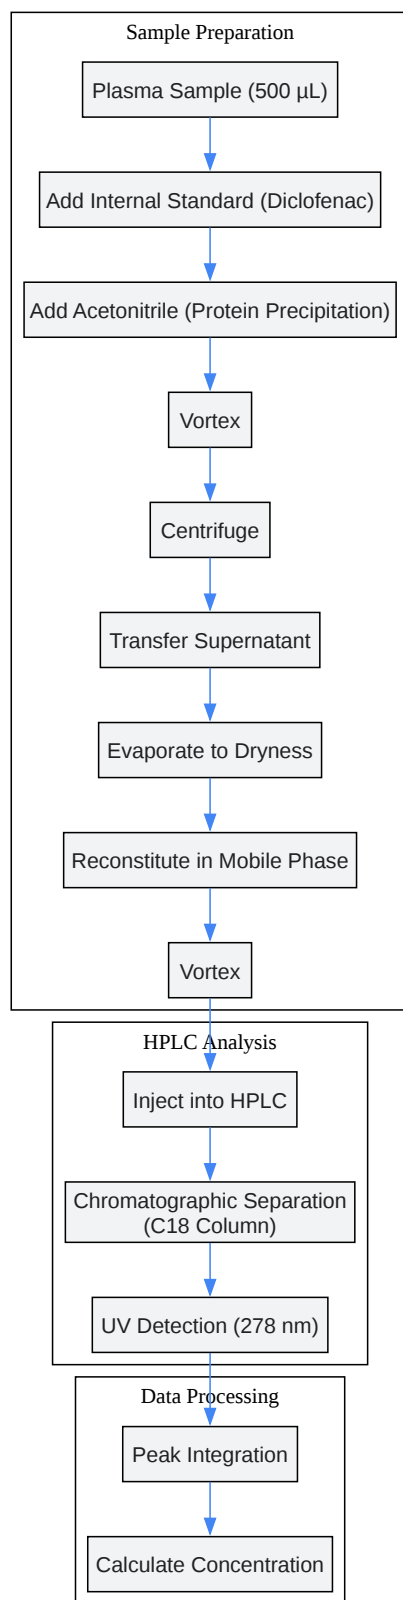 Sample Preparation
Plasma Sample (500 µL)
Add Internal Standard (Diclofenac)
Add Acetonitrile (Protein Precipitation)
Vortex
Centrifuge
Transfer Supernatant
Evaporate to Dryness
Reconstitute in Mobile Phase
Vortex
HPLC Analysis
Inject into HPLC
Chromatographic Separation
(C18 Column)
UV Detection (278 nm)
Data Processing
Peak Integration
Calculate Concentration